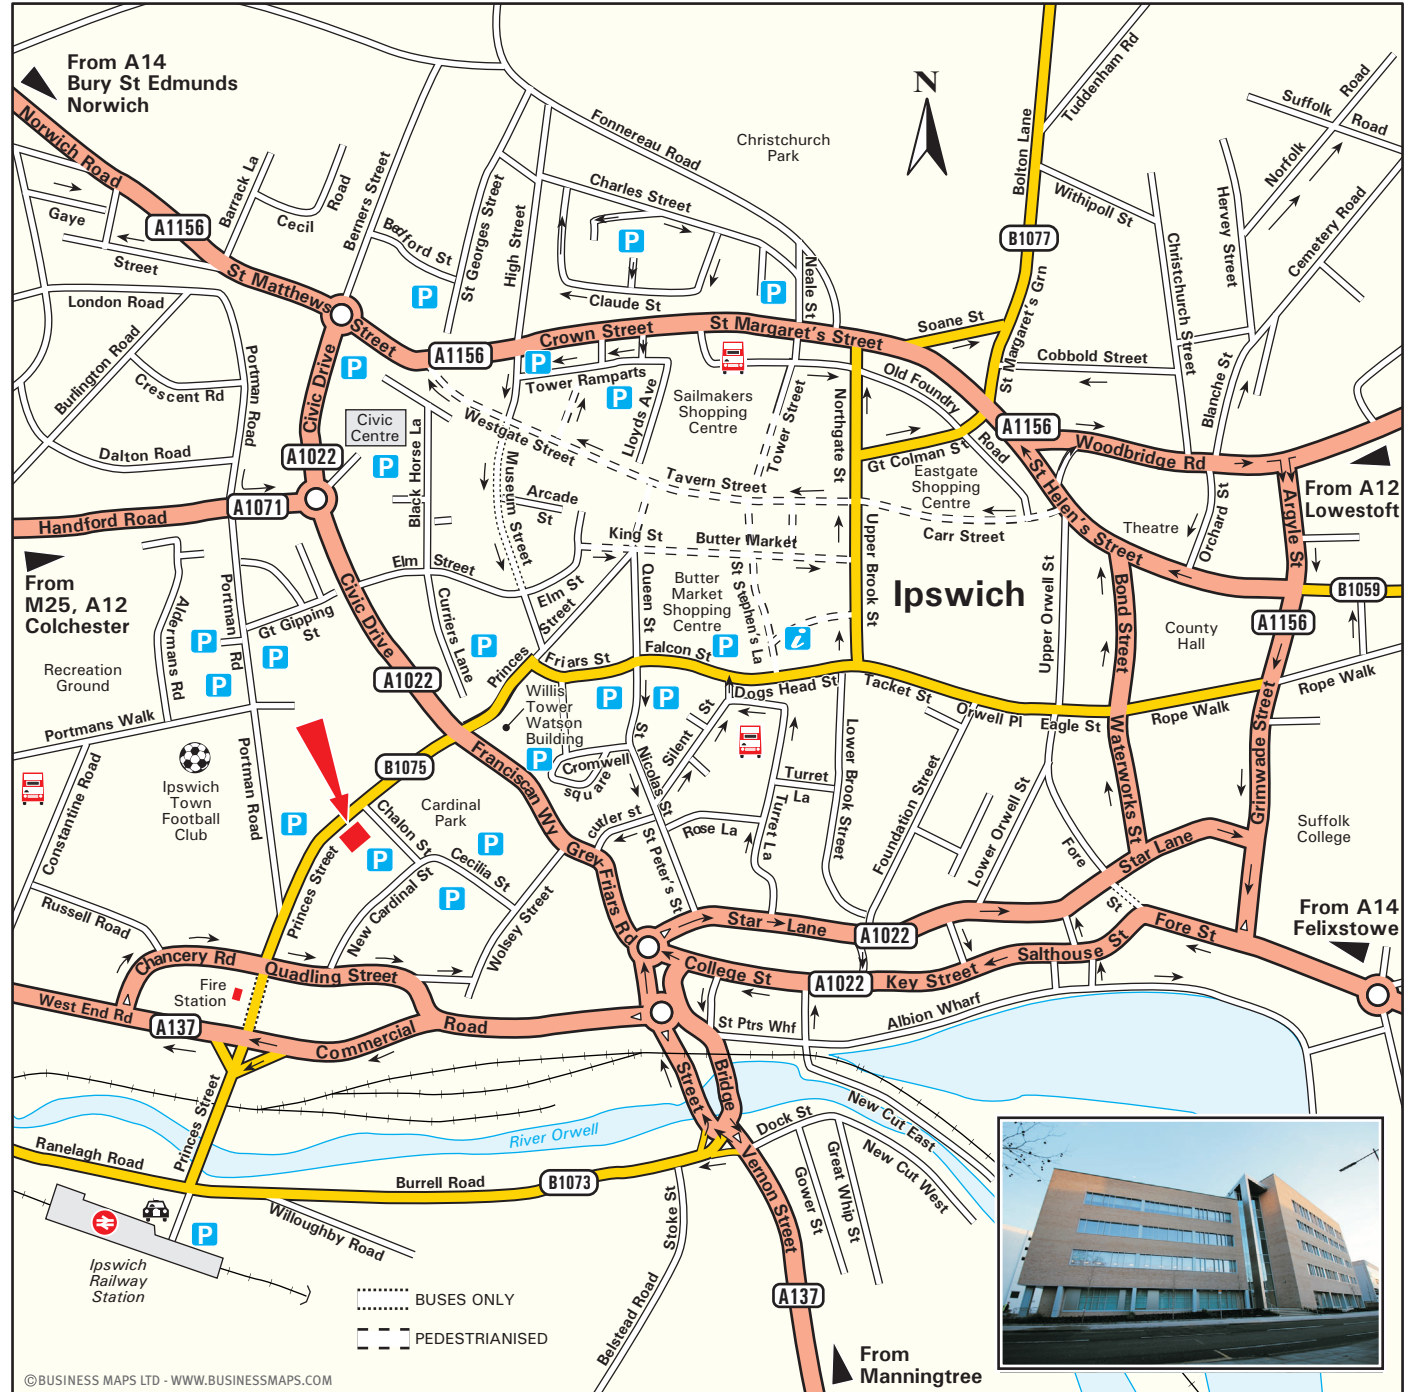 From A14
Bury St Edmunds
Norwich
Norwich Road
A1156
Gaye
Street
Barrack La
Cecil
Road
Berners Street
Bedford St
St Georges Street
High Street
Fonnereau Road
Christchurch
Park
N
Charles Street
P
Claude St
P
P
Neale St
Bolton Lane
Tuddenham Rd
Withipoll St
B1077
Suffolk
Road
Norfolk
Road
Hervey Street
Cemetery Road
Christchurch Street
St Matthews
Street
London Road
Burlington Road
Crescent Rd
Portman Road
Civic Drive
P
A1156
P
Crown Street
St Margaret's Street
Soane St
St Margaret's Grn
Cobbold Street
Blanche St
Tower Ramparts
P
Lloyds Ave
Sailmakers
Shopping
Centre
Tower Street
Northgate St
Old Foundry
Road
Gt Colman St
A1156
Woodbridge Rd
Civic
Centre
P
Black Horse La
Westgate Street
Museum Street
Tavern Street
Eastgate
Shopping
Centre
Dalton Road
A1022
A1071
Handford Road
Arcade
St
King St
Butter Market
Carr Street
St Helen's Street
Theatre
Orchard St
Argyle St
From A12
Lowestoft
From
M25, A12
Colchester
Aldermans Rd
Portman
Rd
Gt Gipping
St
Civic Drive
Elm Street
Elm St
Curriers Lane
Princes
Street
Queen St
Butter
Market
Shopping
Centre
St Stephen's La
Upper Brook St
Ipswich
Upper Orwell St
Bond Street
B1059
A1156
County
Hall
Rope Walk
Recreation
Ground
P
P
P
P
A1022
Friars St
Falcon St
P
i
Dogs Head St
Tacket St
Orwell Pl
Eagle St
Rope Walk
Portmans Walk
Willis
Tower
Watson
Building
P
P
P
Silent St
St Nicolas St
Cromwell
square
Turret
La
Turret La
Lower Brook Street
Foundation Street
Lower Orwell St
Waterworks St
Grimwade Street
Constantine Road
Ipswich
Town
Football
Club
Portman Road
B1075
Franciscan Wy
Chalon St
Cardinal
Park
P
P
P
P
cutler st
Rose La
St Peter's St
Fore
St
Star Lane
Suffolk
College
Cecilia St
New Cardinal St
Wolsey Street
Grey-Friars Rd
Princes Street
Russell Road
Star Lane
A1022
Fore St
From A14
Felixstowe
Chancery Rd
Quadling Street
College St
A1022
Key Street
Salthouse St
Fire
Station
West End Rd
A137
Commercial
Road
St Ptrs Whf
Albion Wharf
Princes Street
Street
Bridge
River Orwell
Dock St
New Cut East
New Cut West
Ranelagh Road
Burrell Road
B1073
Vernon Street
Gower St
Great Whip St
Stoke St
Willoughby Road
P
Ipswich
Railway
Station
Belstead Road
A137
BUSES ONLY
PEDESTRIANISED
From
Manningtree
©BUSINESS MAPS LTD - WWW.BUSINESSMAPS.COM